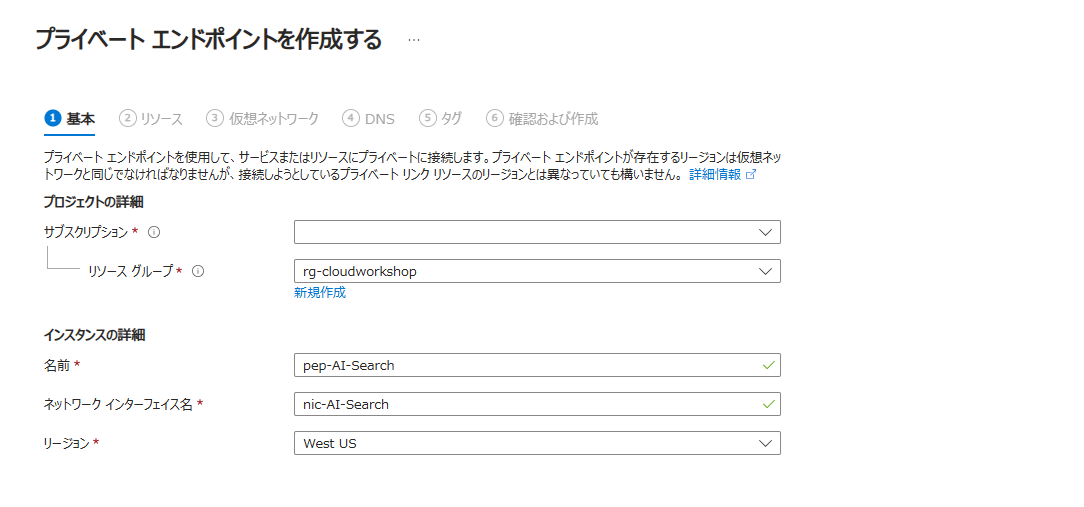 プライベート エンドポイントを作成する ...
1 基本 2 リソース 3 仮想ネットワーク 4 DNS 5 タグ 6 確認および作成
プライベート エンドポイントを使用して、サービスまたはリソースにプライベートに接続します。プライベート エンドポイントが存在するリージョンは仮想ネッ
トワークと同じでなければなりませんが、接続しようとしているプライベート リンク リソースのリージョンとは異なっていても構いません。 詳細情報
プロジェクトの詳細
サブスクリプション *
リソース グループ * rg-cloudworkshop
新規作成
インスタンスの詳細
名前 * pep-AI-Search
ネットワーク インターフェイス名 * nic-AI-Search
リージョン * West US